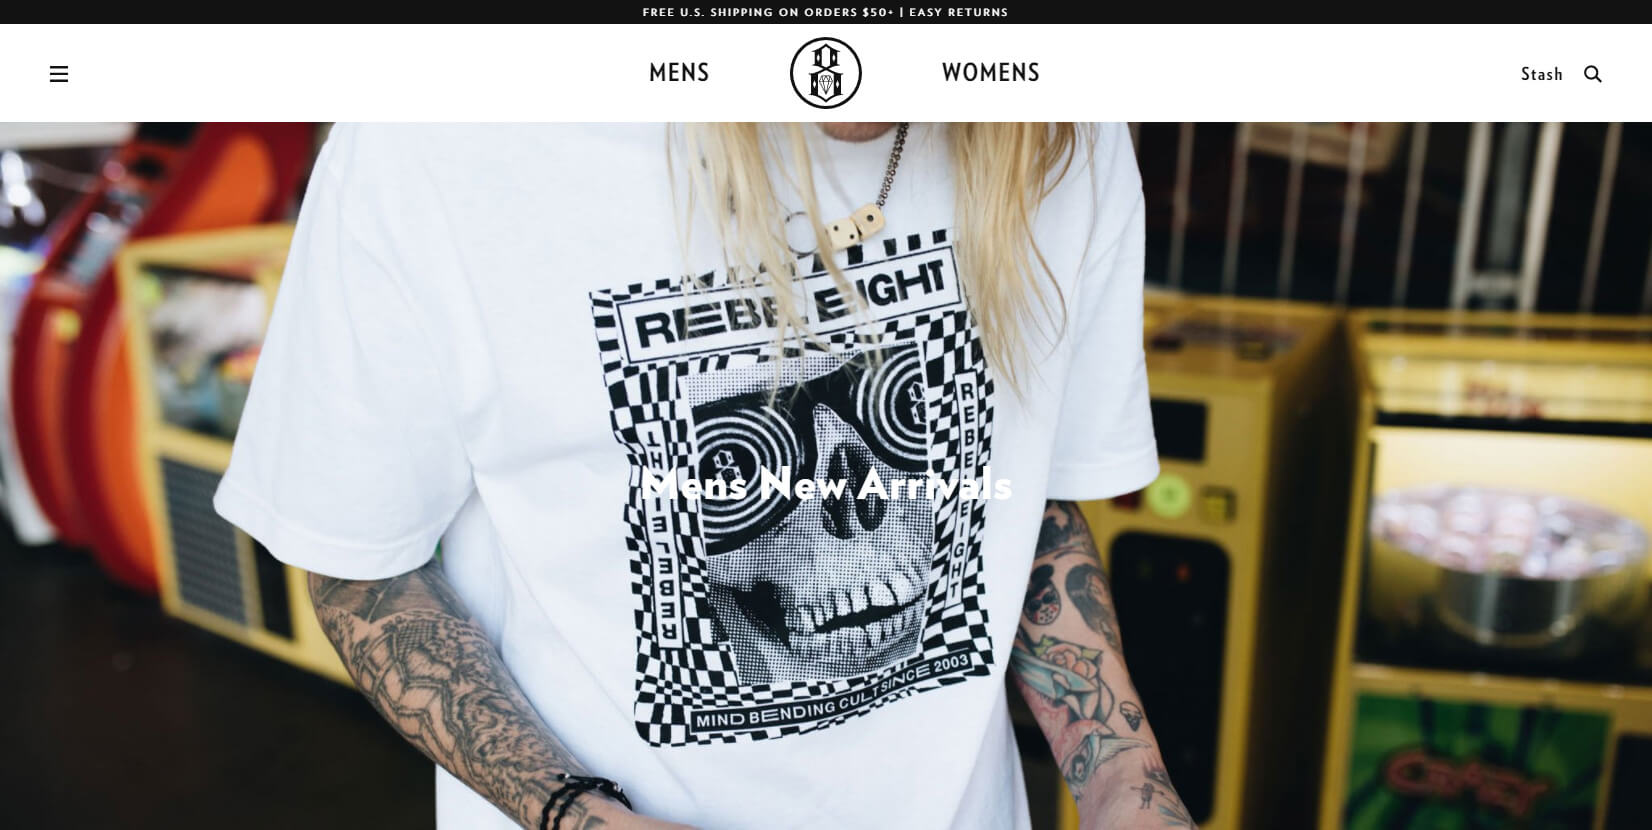 FREE U.S. SHIPPING ON ORDERS $50+ | EASY RETURNS
MENS
WOMENS
Stash
REBEL EIGHT
REBEL EIGHT
REBEL EIGHT
Mens New Arrivals
MIND BENDING CULT SINCE 2003